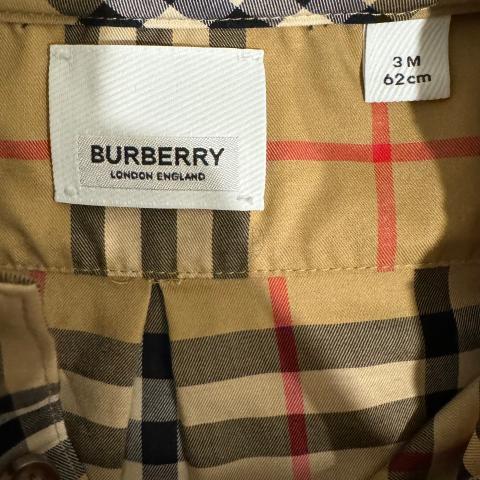 BURBERRY
LONDON ENGLAND
3 M
62cm